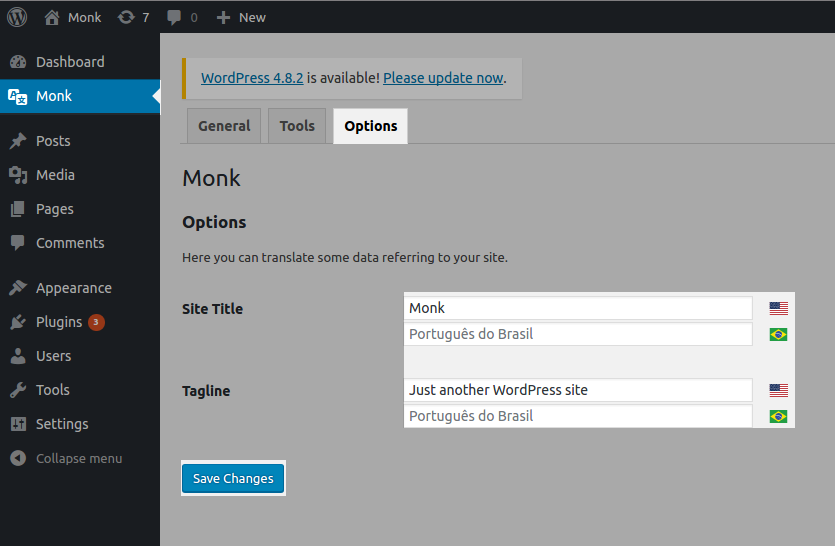 Monk 7 0 New
Dashboard
Monk
Posts
Media
Pages
Comments
Appearance
Plugins 3
Users
Tools
Settings
Collapse menu
WordPress 4.8.2 is available! Please update now.
General Tools Options
Monk
Options
Here you can translate some data referring to your site.
Site Title Monk
Português do Brasil
Tagline Just another WordPress site
Português do Brasil
Save Changes